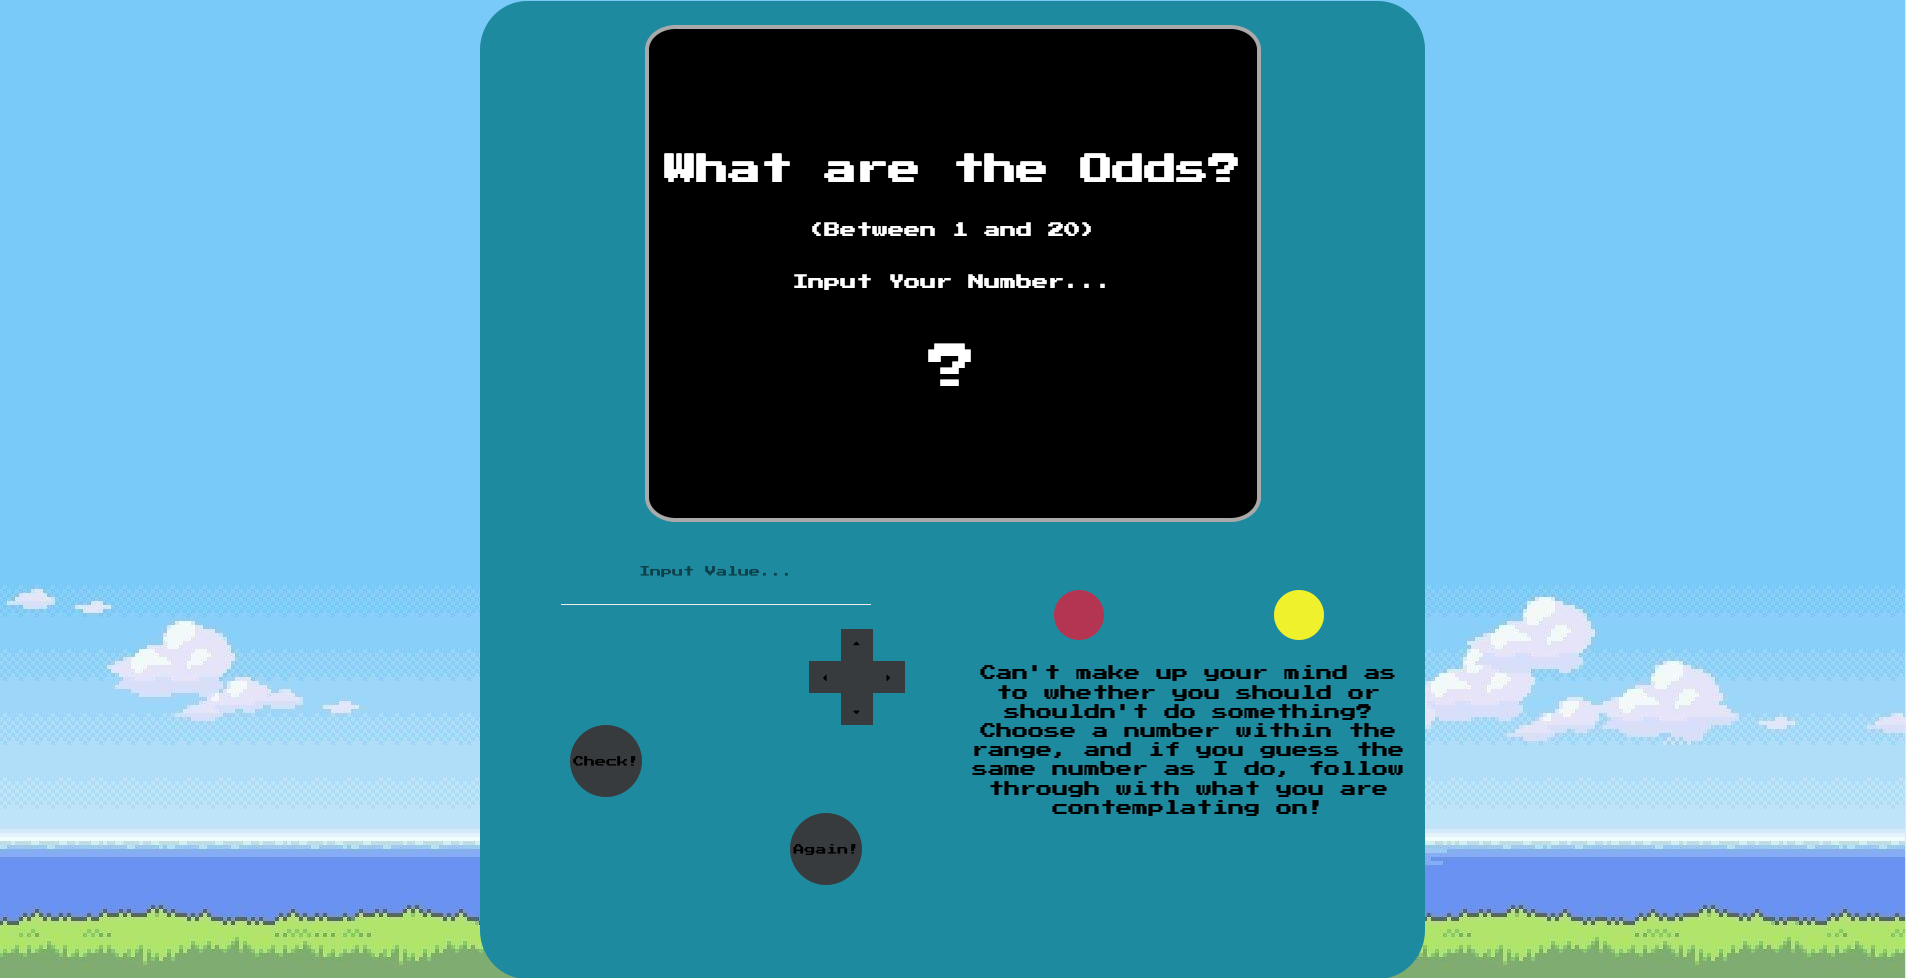 What are the Odds?
(Between 1 and 20)
Input Your Number...
?
Input Value...
Can't make up your mind as
to whether you should or
shouldn't do something?
Choose a number within the
range, and if you guess the
same number as I do, follow
through with what you are
contemplating on!
Check!
Again!